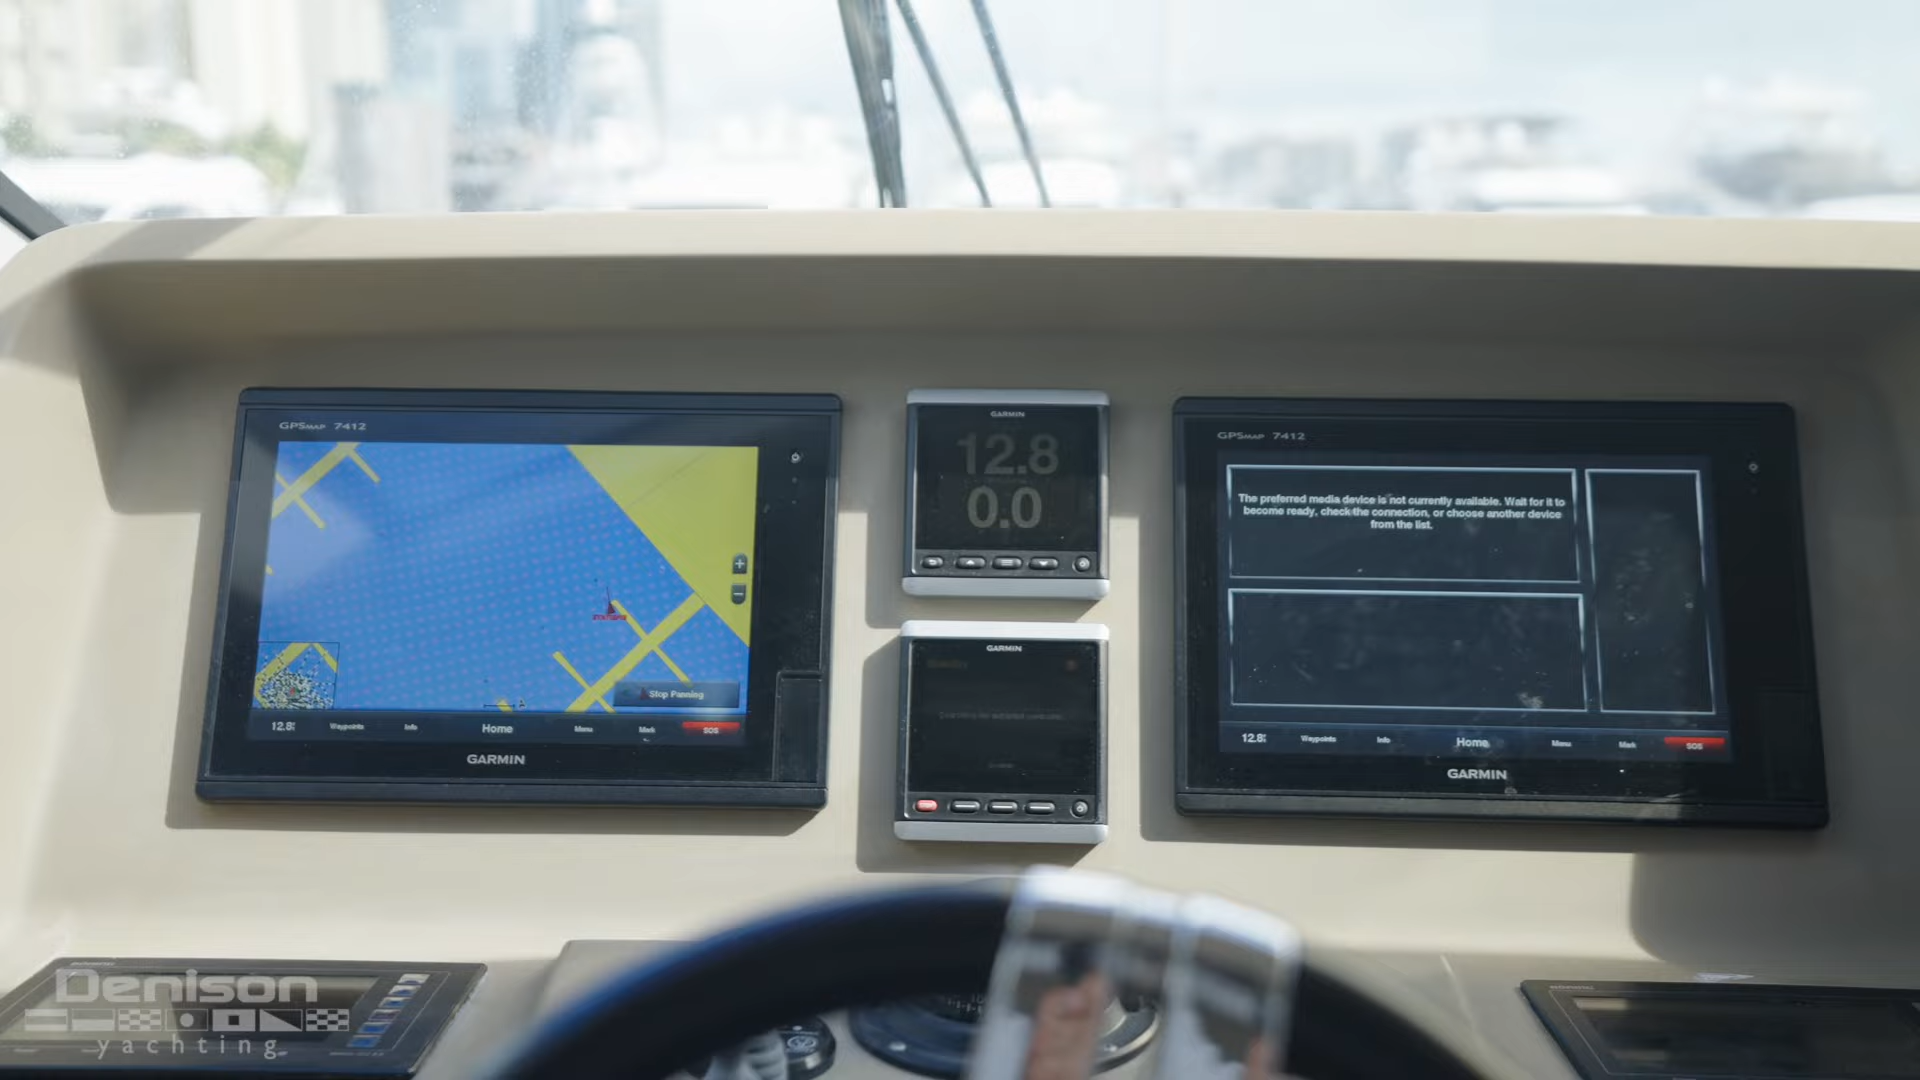 GPSMAP 7412
Stop Panning
12.8
Waypoints
Info
Home
Menu
Mark
SOS
GARMIN
GARMIN
12.8
0.0
GARMIN
GPSMAP 7412
The preferred media device is not currently available. Wait for it to
become ready, check the connection, or choose another device
from the list.
12.8
Waypoints
Info
Home
Menu
Mark
SOS
GARMIN
Denison
yachting